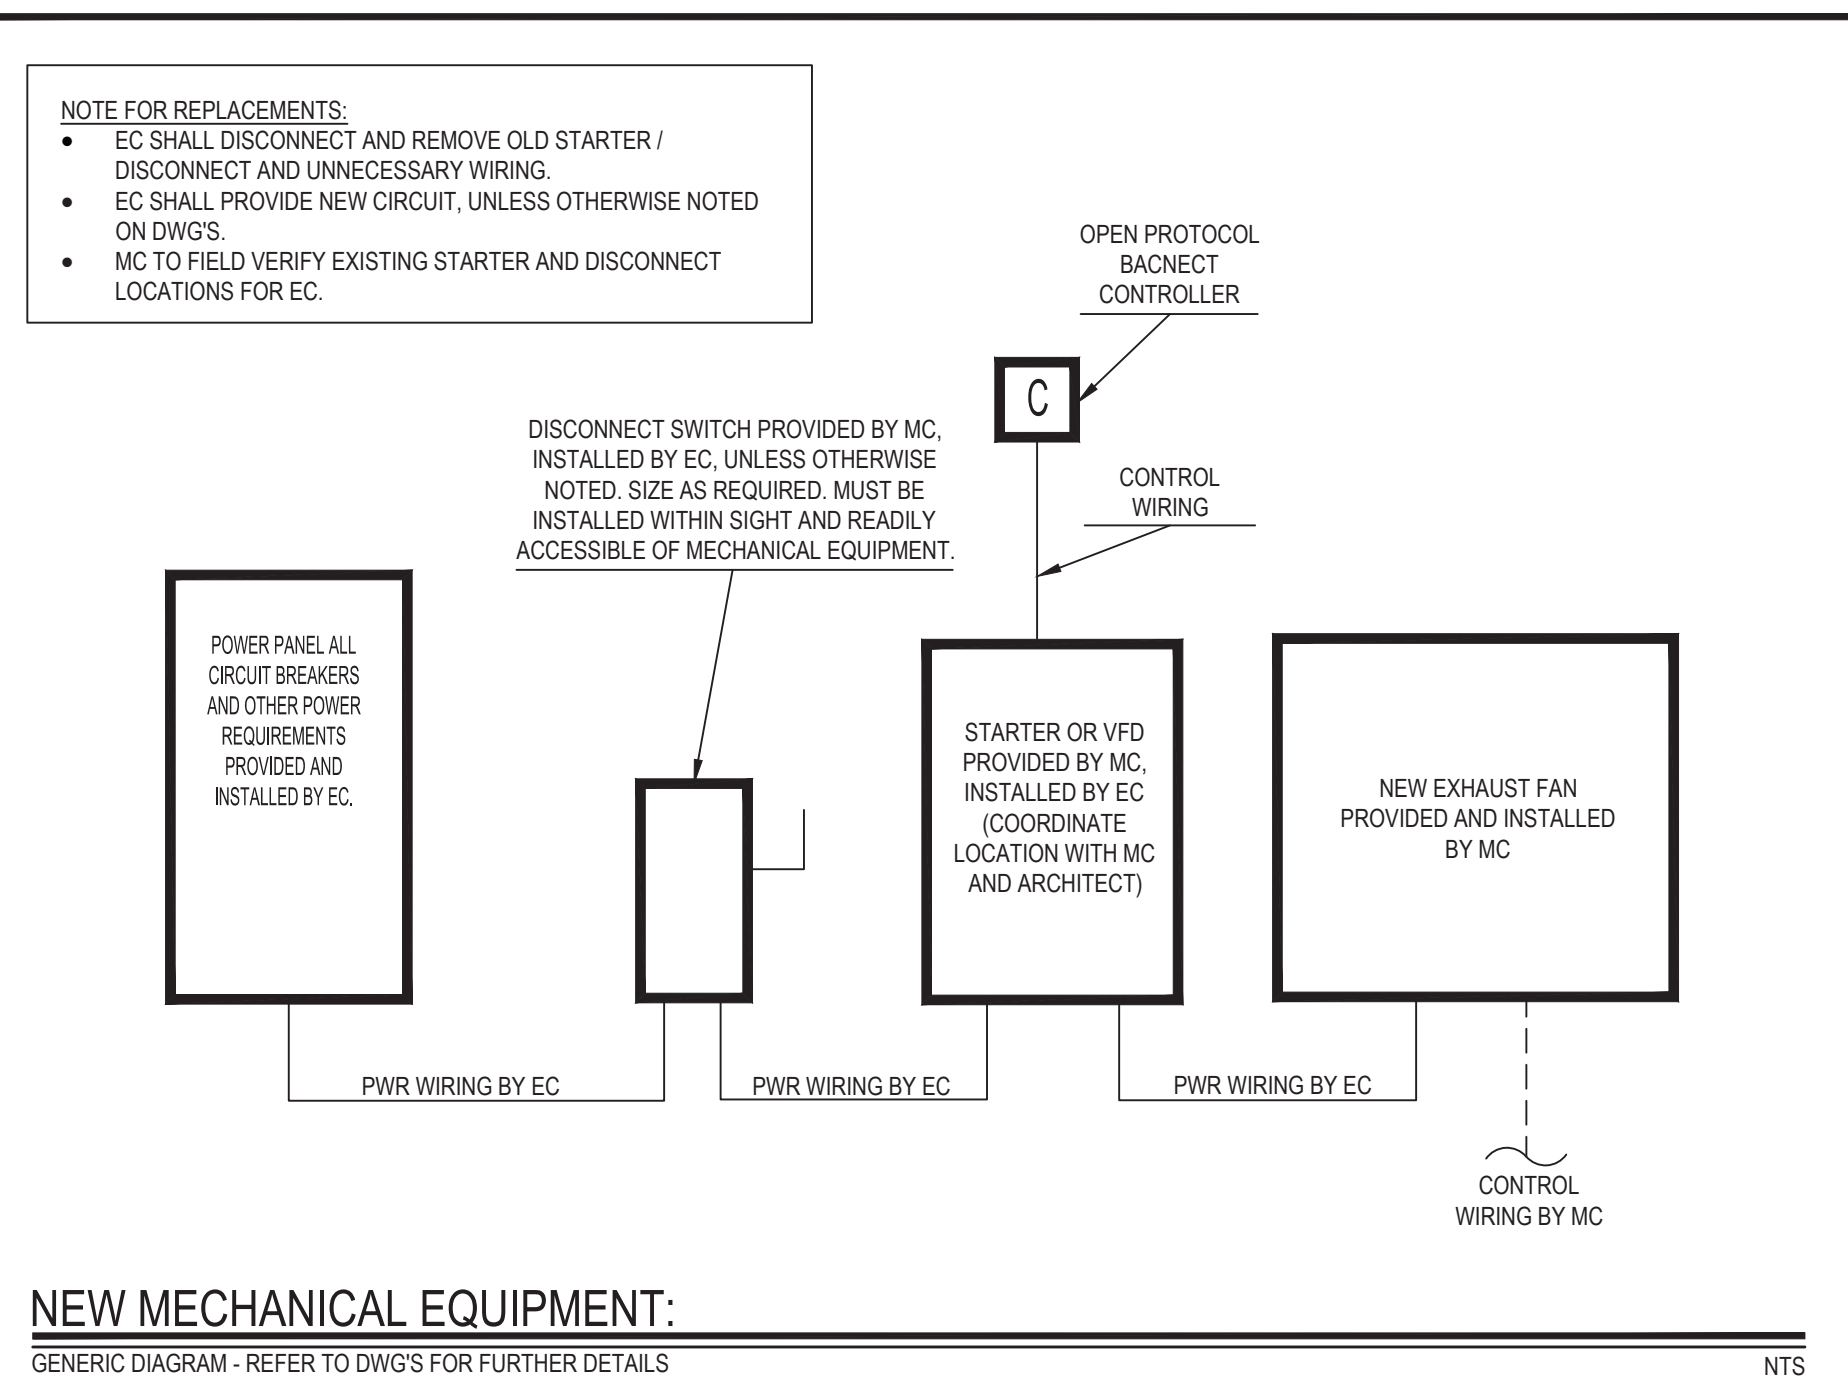 NOTE FOR REPLACEMENTS:
• EC SHALL DISCONNECT AND REMOVE OLD STARTER /
DISCONNECT AND UNNECESSARY WIRING.
• EC SHALL PROVIDE NEW CIRCUIT, UNLESS OTHERWISE NOTED
ON DWG'S.
• MC TO FIELD VERIFY EXISTING STARTER AND DISCONNECT
LOCATIONS FOR EC.
OPEN PROTOCOL
BACNECT
CONTROLLER
C
DISCONNECT SWITCH PROVIDED BY MC,
INSTALLED BY EC, UNLESS OTHERWISE
NOTED. SIZE AS REQUIRED. MUST BE
INSTALLED WITHIN SIGHT AND READILY
ACCESSIBLE OF MECHANICAL EQUIPMENT.
CONTROL
WIRING
POWER PANEL ALL
CIRCUIT BREAKERS
AND OTHER POWER
REQUIREMENTS
PROVIDED AND
INSTALLED BY EC.
STARTER OR VFD
PROVIDED BY MC,
INSTALLED BY EC
(COORDINATE
LOCATION WITH MC
AND ARCHITECT)
NEW EXHAUST FAN
PROVIDED AND INSTALLED
BY MC
PWR WIRING BY EC
PWR WIRING BY EC
PWR WIRING BY EC
CONTROL
WIRING BY MC
NEW MECHANICAL EQUIPMENT:
GENERIC DIAGRAM - REFER TO DWG'S FOR FURTHER DETAILS
NTS